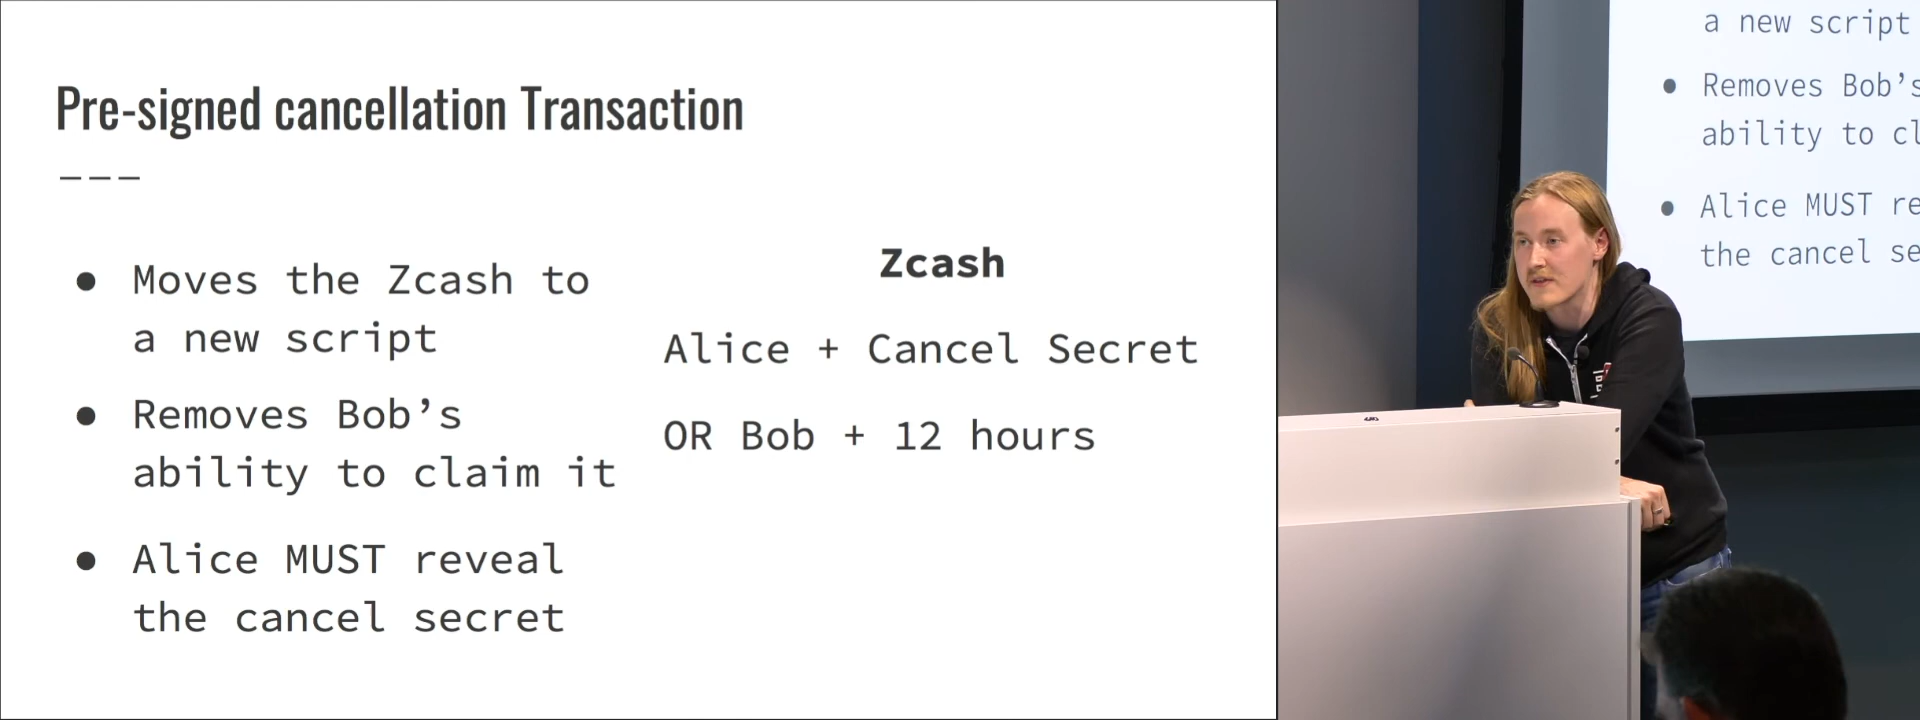 Pre-signed cancellation Transaction
---
● Moves the Zcash to
a new script
● Removes Bob’s
ability to claim it
● Alice MUST reveal
the cancel secret
Zcash
Alice + Cancel Secret
OR Bob + 12 hours
a new script
● Removes Bob’s
ability to cl
● Alice MUST re
the cancel se